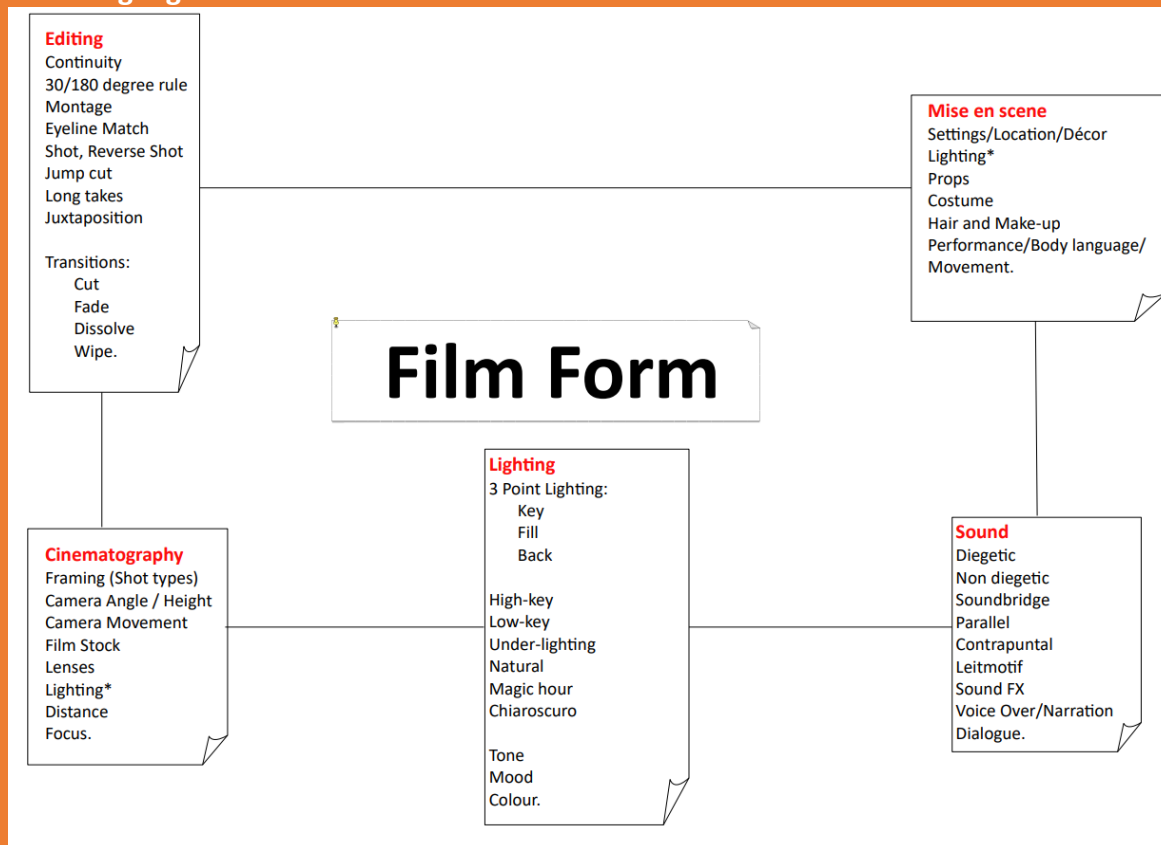 Editing
Continuity
30/180 degree rule
Montage
Eyeline Match
Shot, Reverse Shot
Jump cut
Long takes
Juxtaposition
Transitions:
Cut
Fade
Dissolve
Wipe.
Mise en scene
Settings/Location/Décor
Lighting*
Props
Costume
Hair and Make-up
Performance/Body language/
Movement.
Film Form
Cinematography
Framing (Shot types)
Camera Angle / Height
Camera Movement
Film Stock
Lenses
Lighting*
Distance
Focus.
Lighting
3 Point Lighting:
Key
Fill
Back
High-key
Low-key
Under-lighting
Natural
Magic hour
Chiaroscuro
Tone
Mood
Colour.
Sound
Diegetic
Non diegetic
Soundbridge
Parallel
Contrapuntal
Leitmotif
Sound FX
Voice Over/Narration
Dialogue.